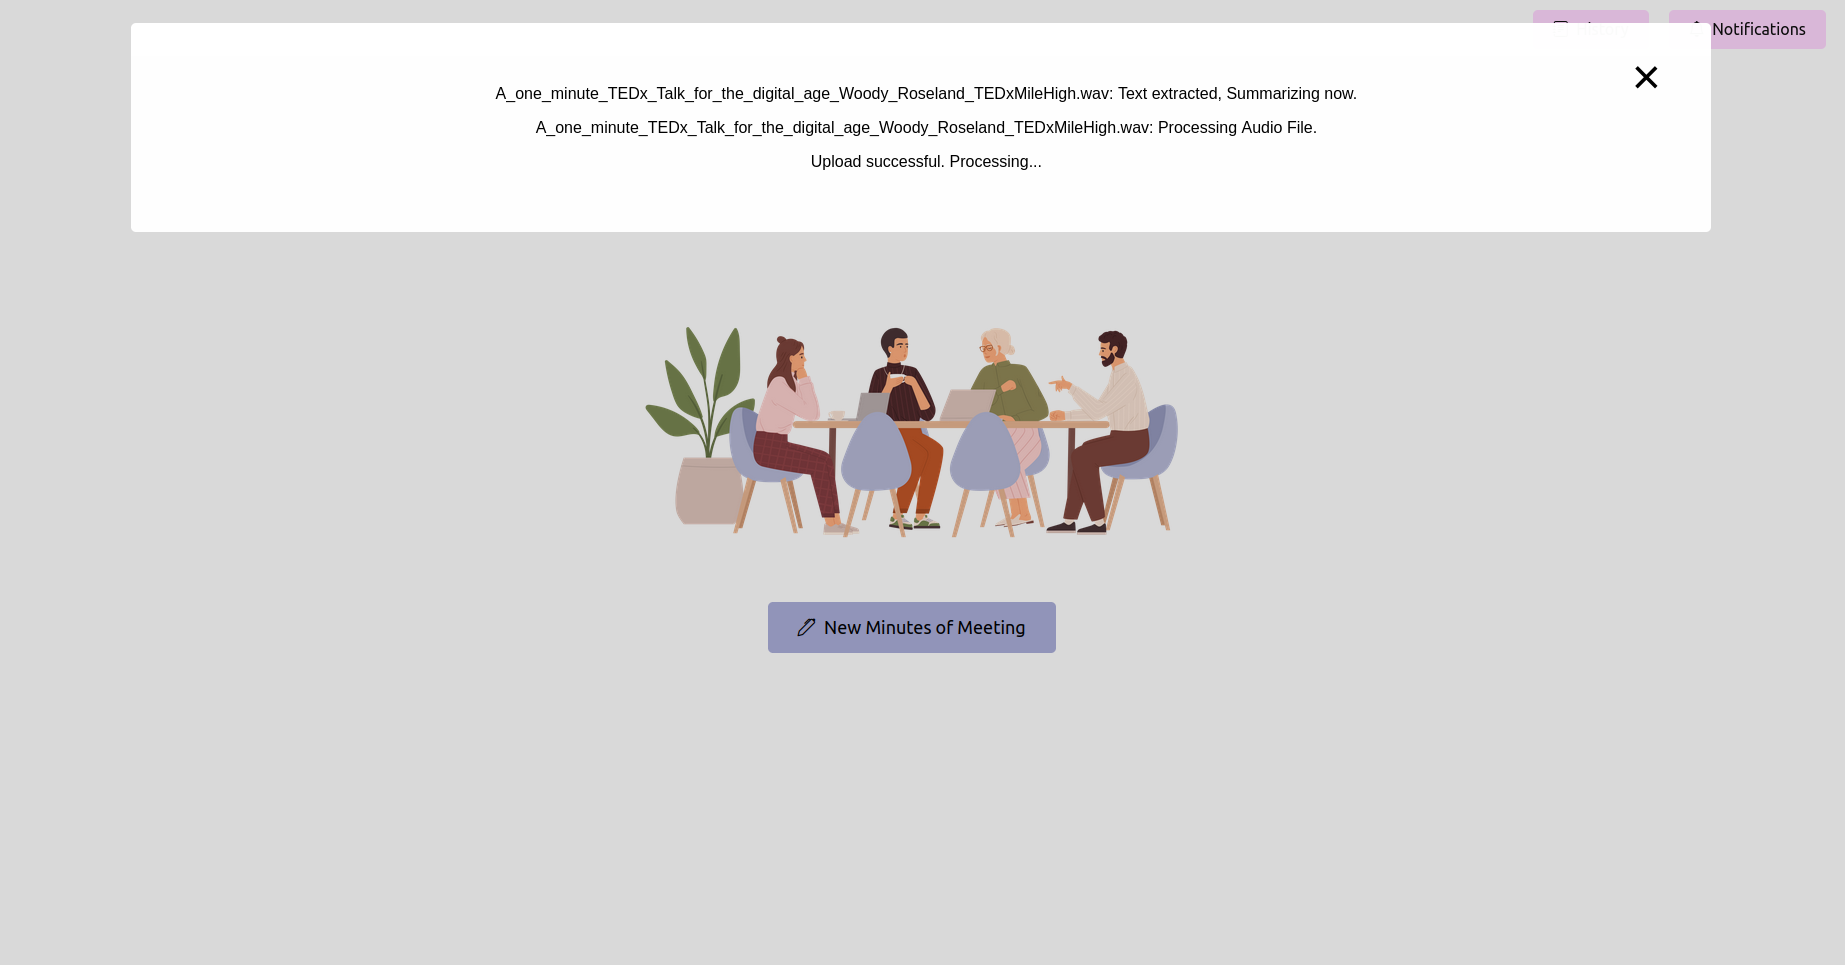 Notifications
A_one_minute_TEDx_Talk_for_the_digital_age_Woody_Roseland_TEDxMileHigh.wav: Text extracted, Summarizing now.
A_one_minute_TEDx_Talk_for_the_digital_age_Woody_Roseland_TEDxMileHigh.wav: Processing Audio File.
Upload successful. Processing...
New Minutes of Meeting